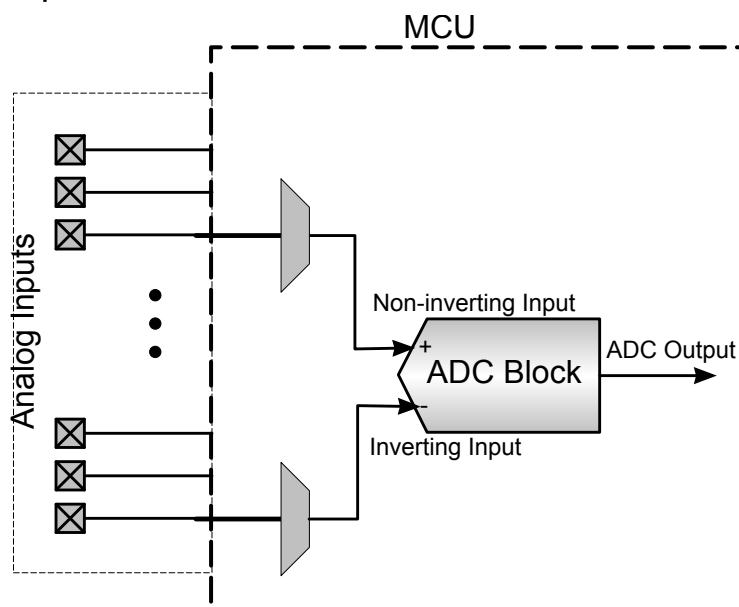 MCU
Analog Inputs
Non-inverting Input
+
ADC Block
ADC Output
-
Inverting Input